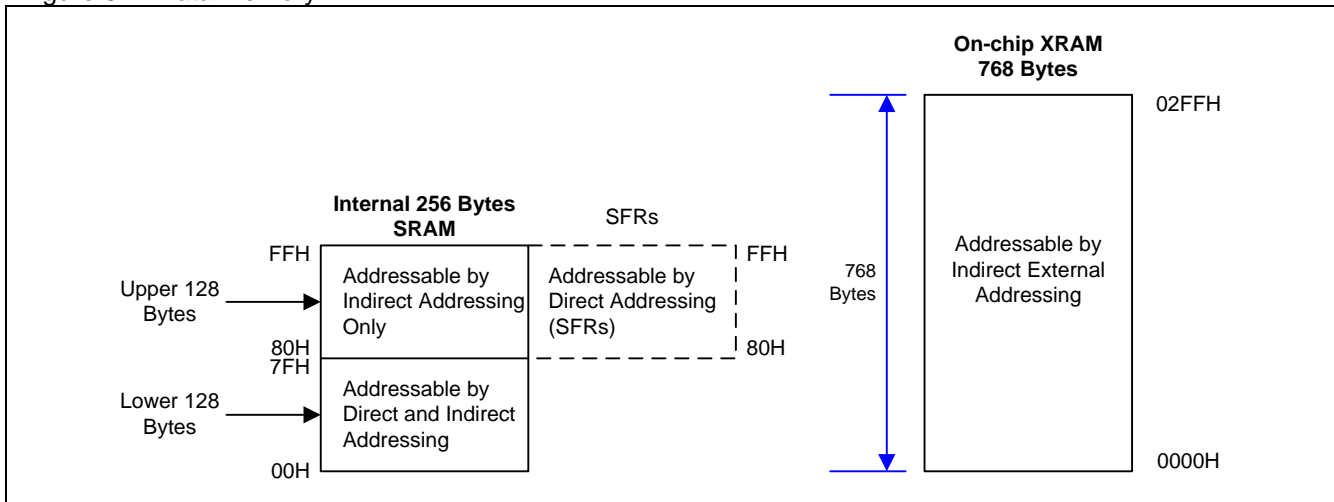 On-chip XRAM
768 Bytes
02FFH
Internal 256 Bytes
SRAM
SFRs
FFH
FFH
Upper 128
Bytes
Addressable by
Indirect Addressing
Only
Addressable by
Direct Addressing
(SFRs)
80H
80H
7FH
Lower 128
Bytes
Addressable by
Direct and Indirect
Addressing
00H
768
Bytes
Addressable by
Indirect External
Addressing
0000H